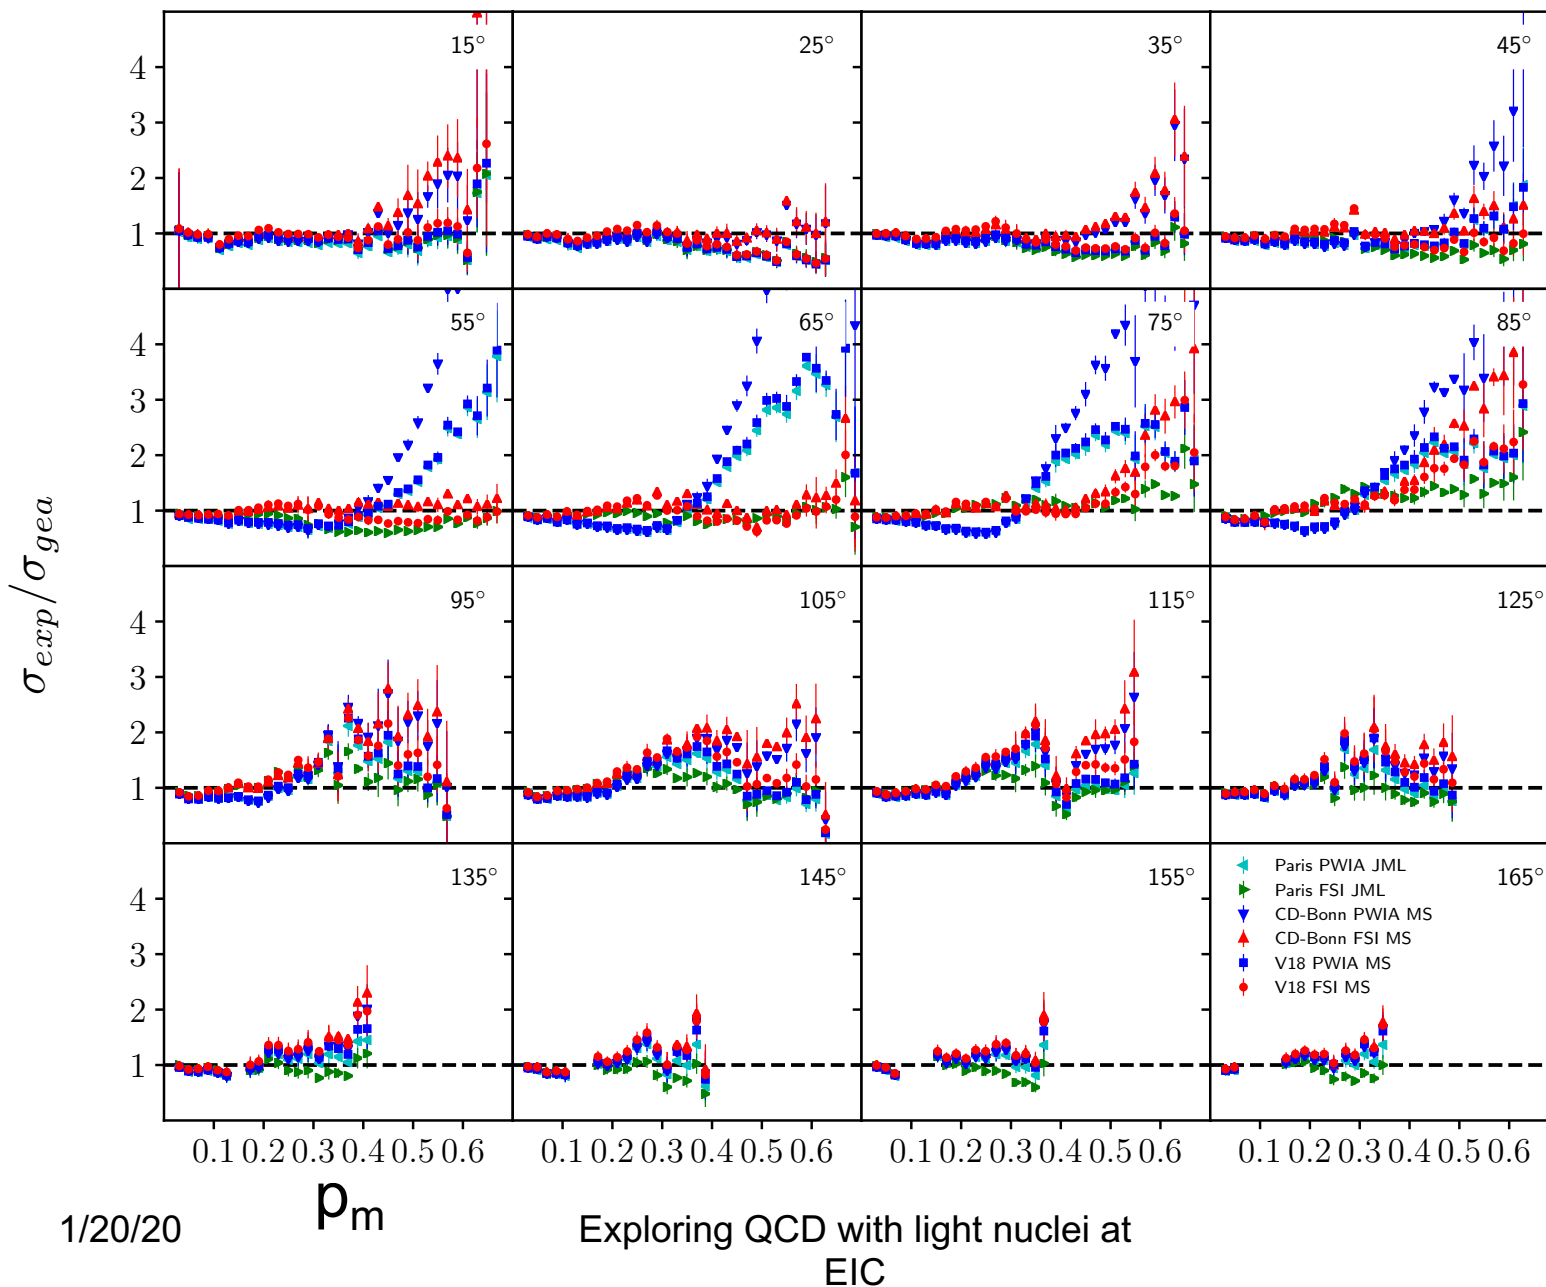 15° 25° 35° 45°
4
3
2
1
55° 65° 75° 85°
4
3
2
1
σexp/σgea
95° 105° 115° 125°
4
3
2
1
135° 145° 155° 165°
Paris PWIA JML
Paris FSI JML
CD-Bonn PWIA MS
CD-Bonn FSI MS
V18 PWIA MS
V18 FSI MS
4
3
2
1
0.1 0.2 0.3 0.4 0.5 0.6 0.1 0.2 0.3 0.4 0.5 0.6 0.1 0.2 0.3 0.4 0.5 0.6 0.1 0.2 0.3 0.4 0.5 0.6
pm
1/20/20
Exploring QCD with light nuclei at
EIC